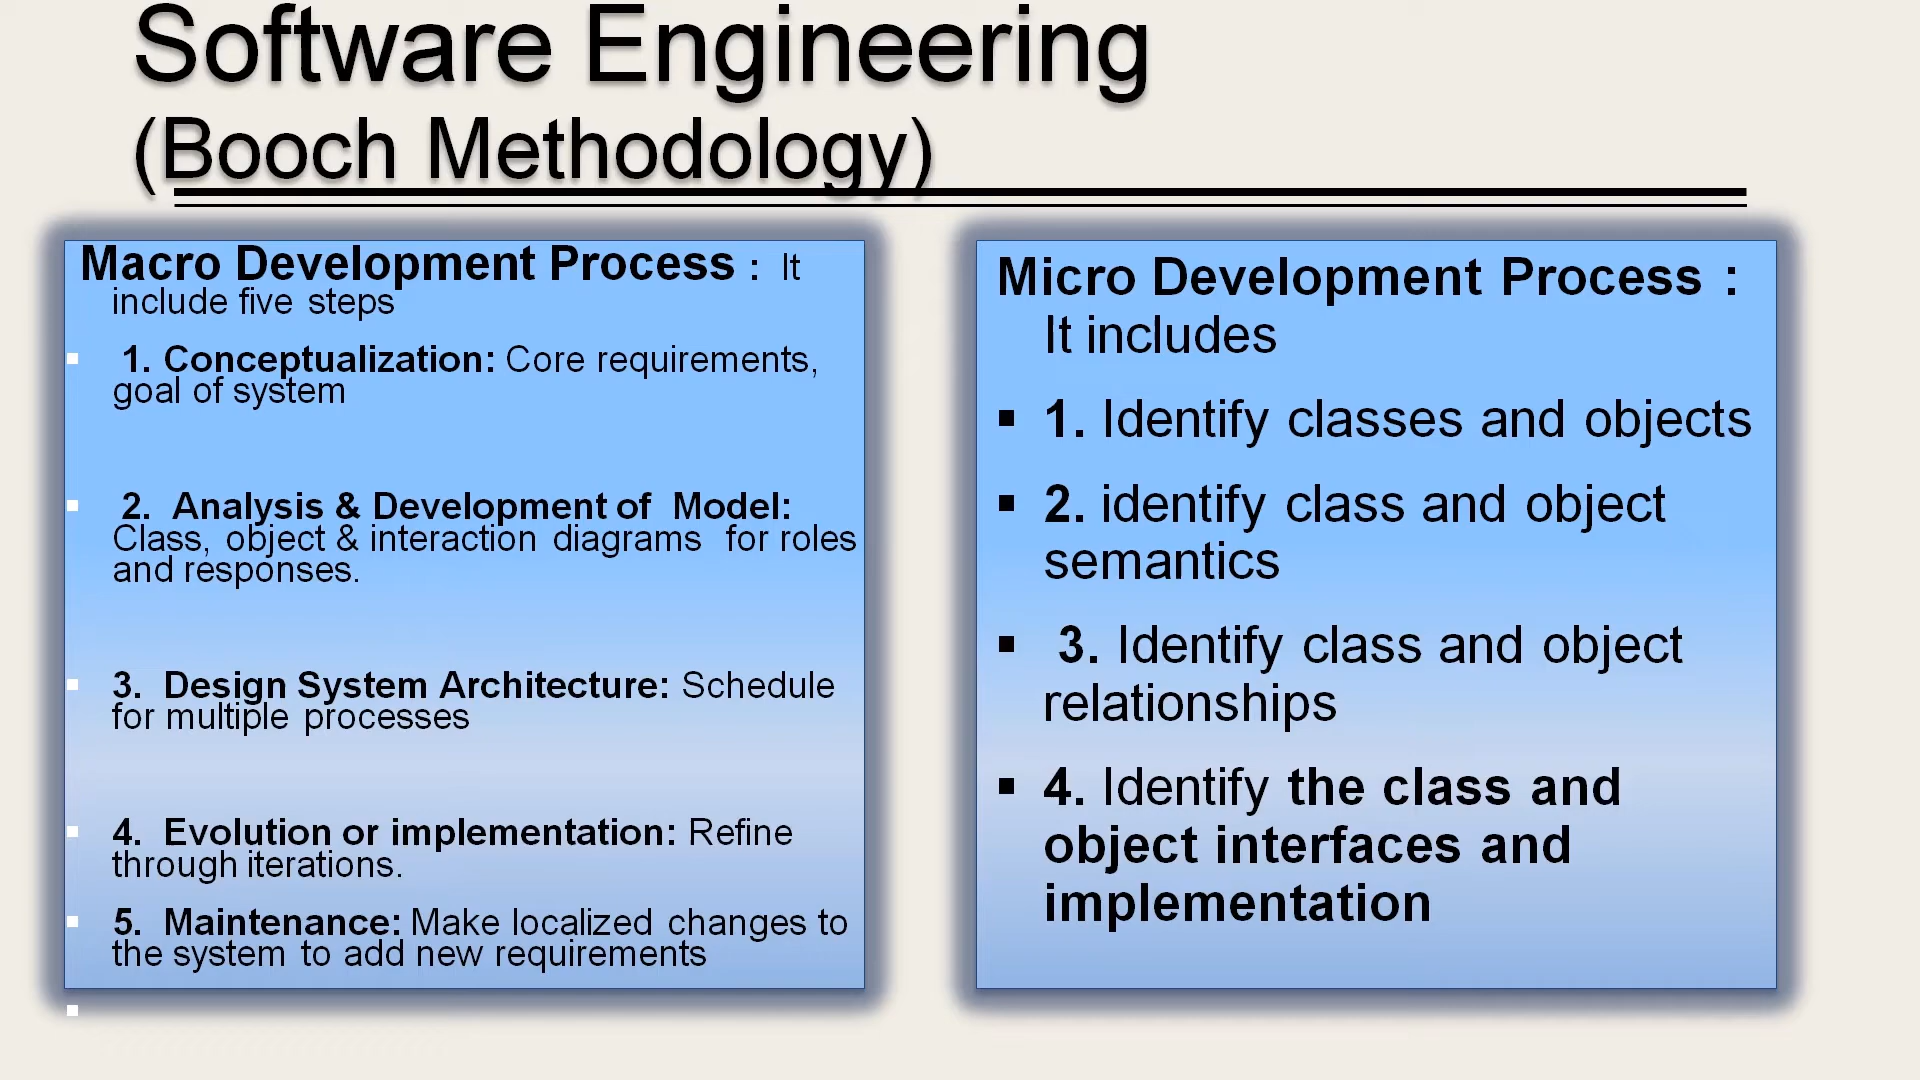 Software Engineering
(Booch Methodology)
Macro Development Process : It
include five steps
▪ 1. Conceptualization: Core requirements,
goal of system
▪ 2. Analysis & Development of Model:
Class, object & interaction diagrams for roles
and responses.
▪ 3. Design System Architecture: Schedule
for multiple processes
▪ 4. Evolution or implementation: Refine
through iterations.
▪ 5. Maintenance: Make localized changes to
the system to add new requirements
▪
Micro Development Process :
It includes
▪ 1. Identify classes and objects
▪ 2. identify class and object
semantics
▪ 3. Identify class and object
relationships
▪ 4. Identify the class and
object interfaces and
implementation